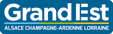 Grand Est
ALSACE CHAMPAGNE-ARDENNE LORRAINE